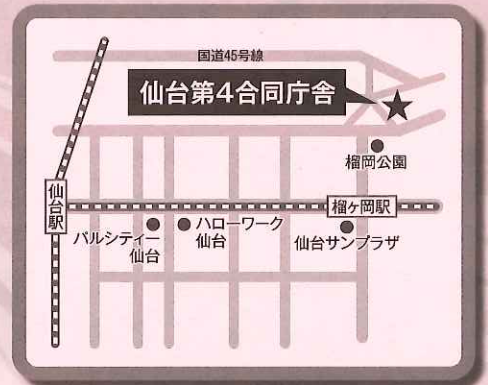 国道45号線
仙台第4合同庁舎
榴岡公園
仙台駅
榴ヶ岡駅
パルシティー
仙台
ハローワーク
仙台
仙台サンプラザ